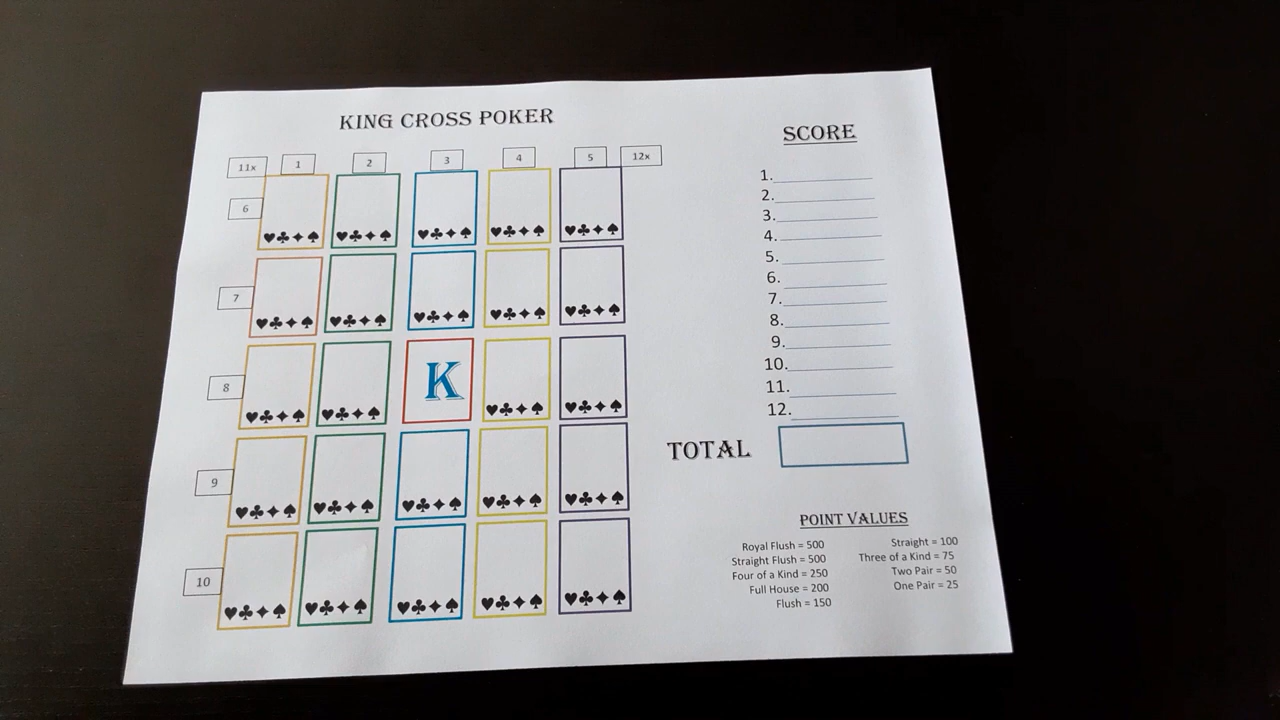 KING CROSS POKER
11x 1 2 3 4 5 12x
6
7
8 K
9
10
SCORE
1.
2.
3.
4.
5.
6.
7.
8.
9.
10.
11.
12.
TOTAL
POINT VALUES
Royal Flush = 500
Straight Flush = 500
Four of a Kind = 250
Full House = 200
Flush = 150
Straight = 100
Three of a Kind = 75
Two Pair = 50
One Pair = 25